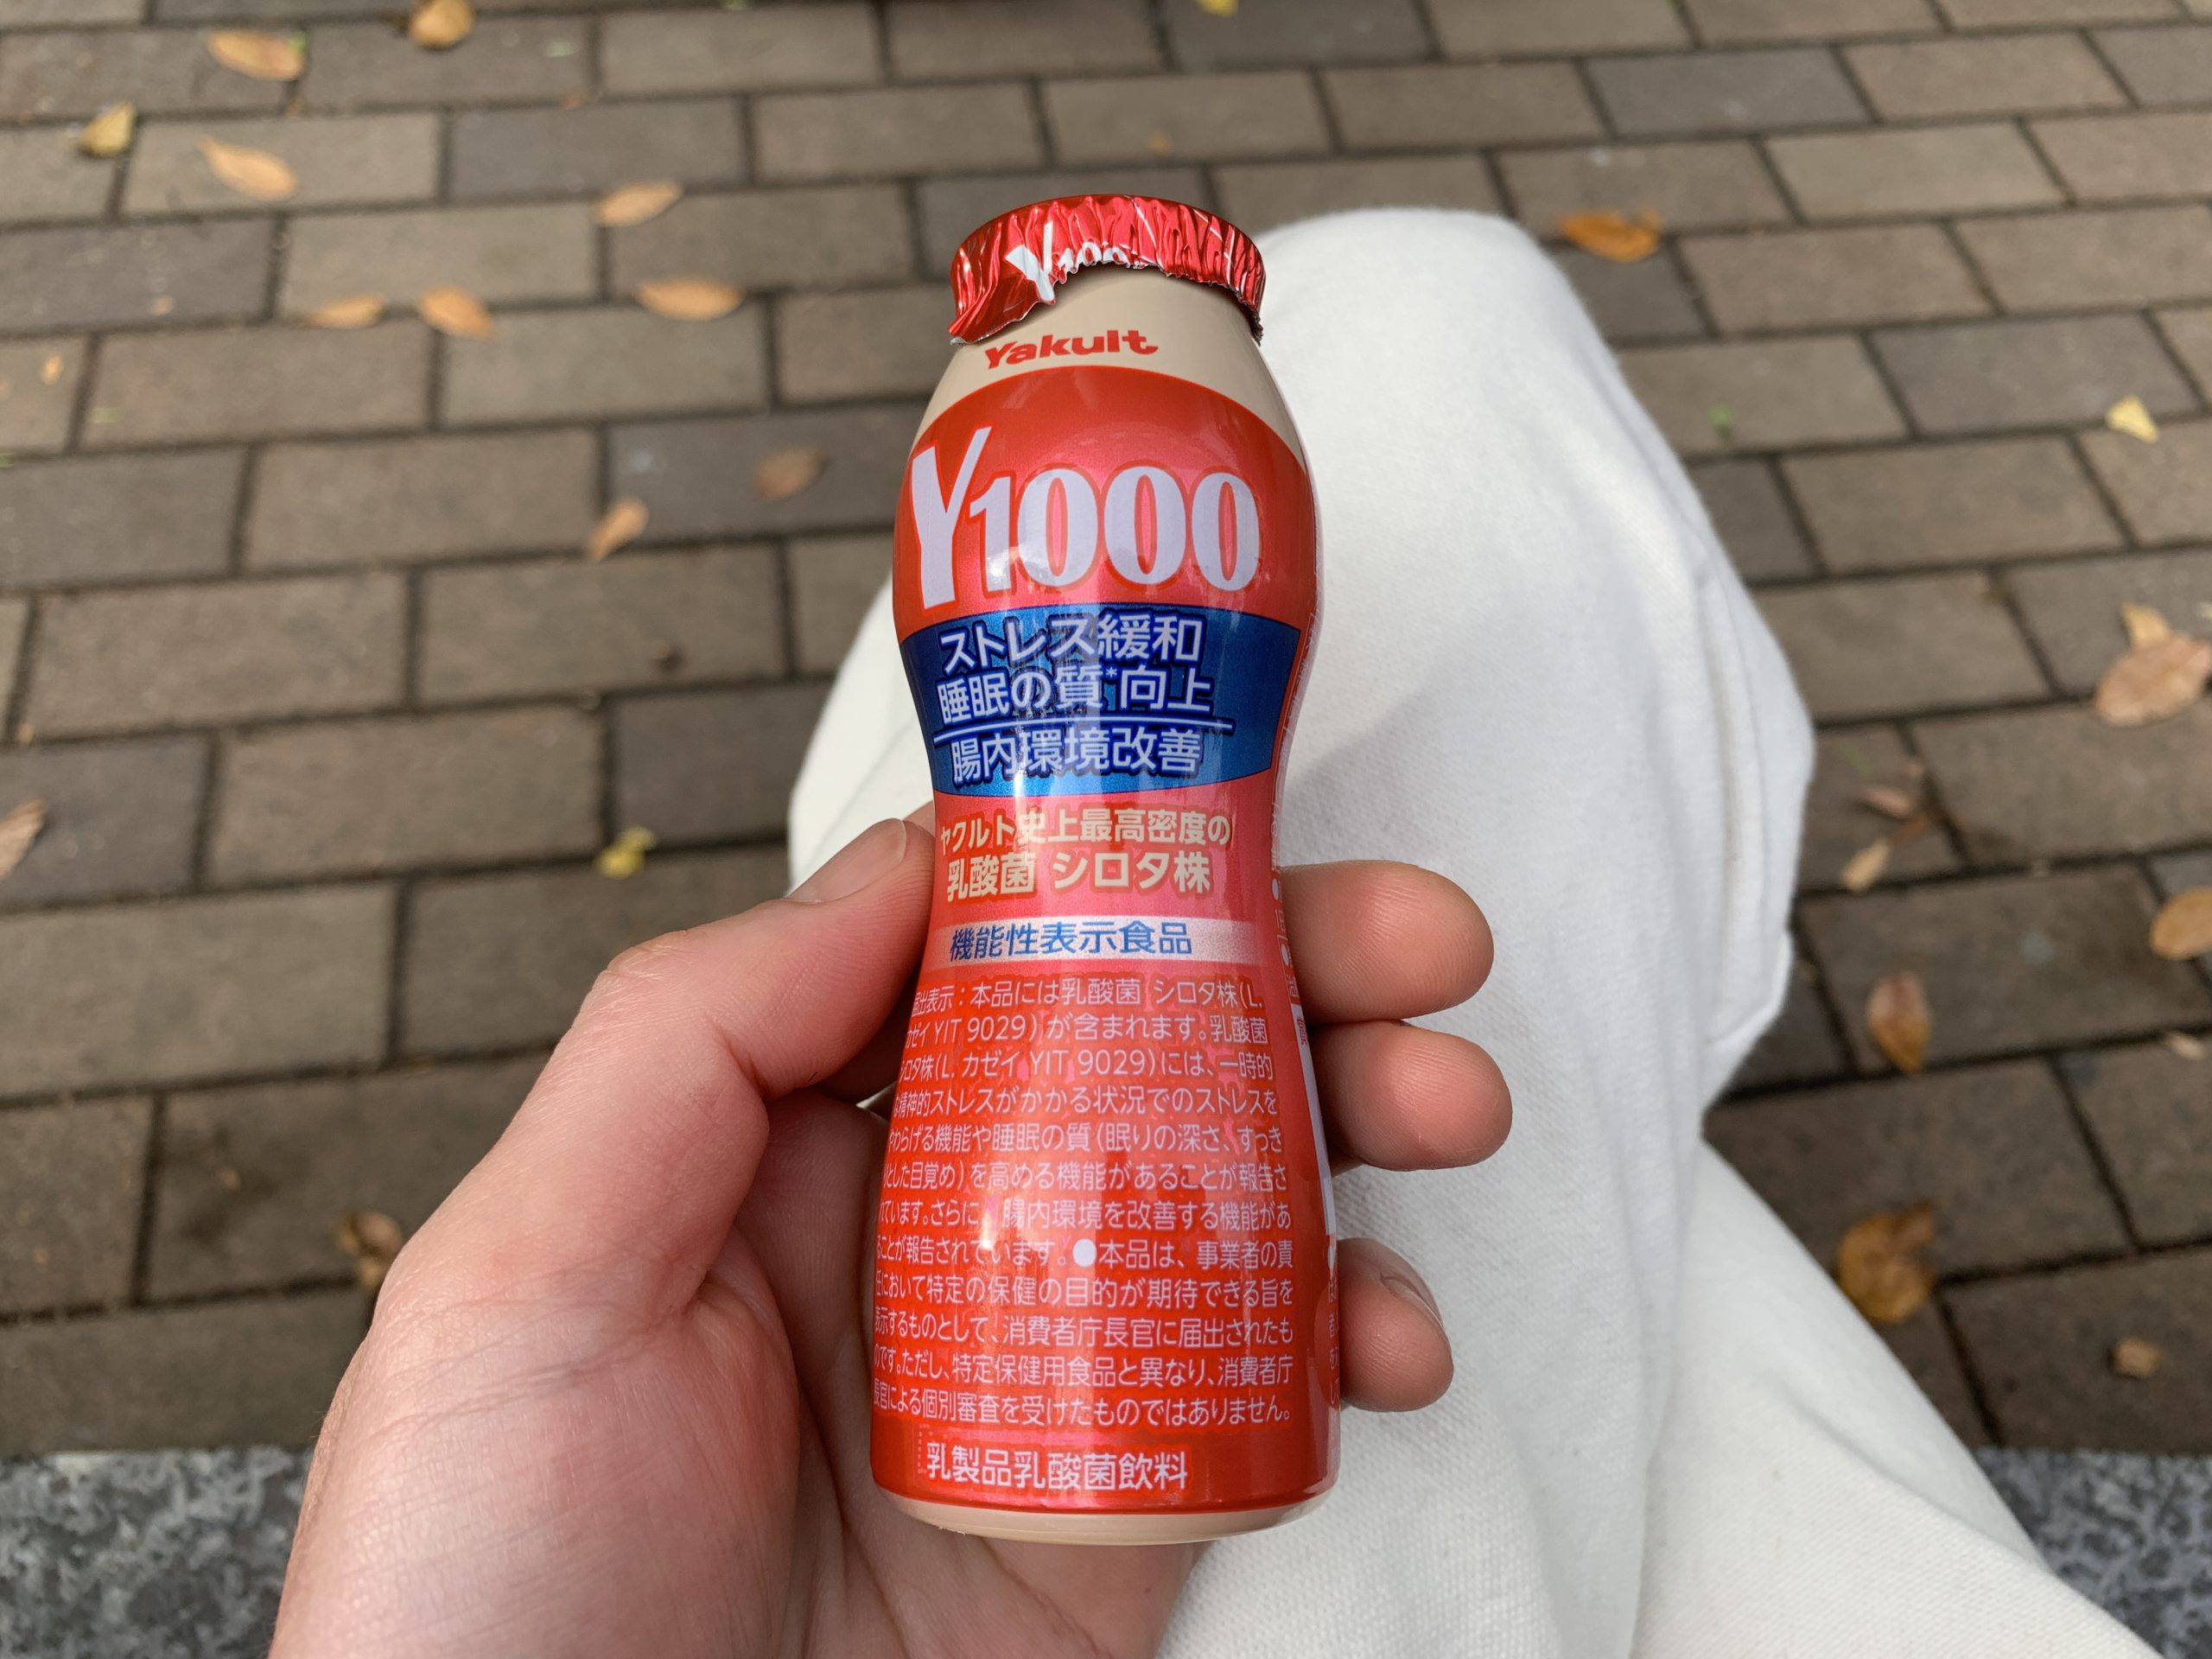 Y100
Yakult
Y1000
ストレス緩和
睡眠の質*向上
腸内環境改善
ヤクルト史上最高密度の
乳酸菌 シロタ株
機能性表示食品
届出表示：本品には乳酸菌 シロタ株(L.
カゼイ YIT 9029)が含まれます。乳酸菌
シロタ株(L. カゼイ YIT 9029)には、一時的
な精神的ストレスがかかる状況でのストレスを
やわらげる機能や睡眠の質(眠りの深さ、すっき
りとした目覚め)を高める機能があることが報告さ
れています。さらに、腸内環境を改善する機能があ
ることが報告されています。●本品は、事業者の責
任において特定の保健の目的が期待できる旨を
表示するものとして、消費者庁長官に届出されたも
のです。ただし、特定保健用食品と異なり、消費者庁
長官による個別審査を受けたものではありません。
乳製品乳酸菌飲料